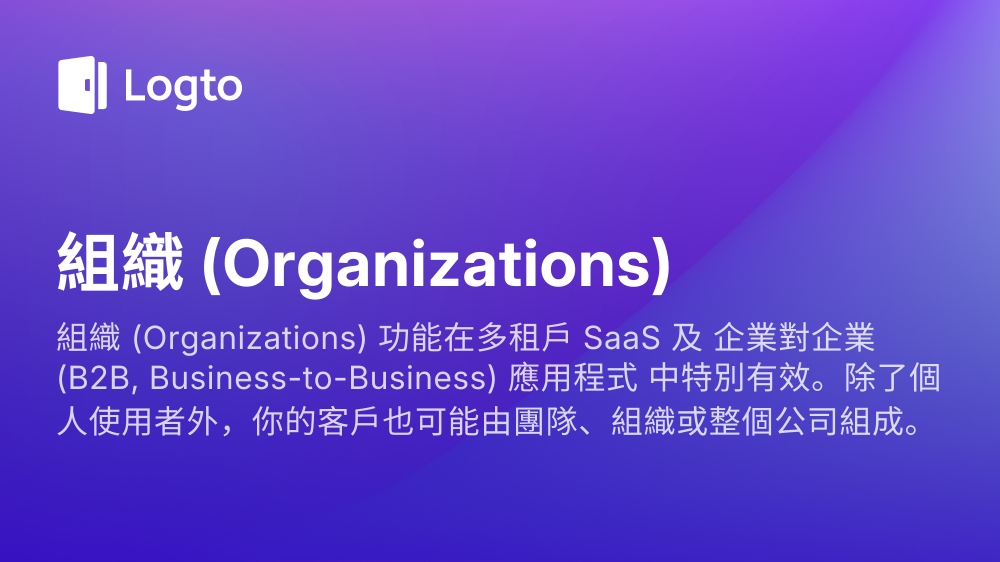 Logto
組織 (Organizations)
組織 (Organizations) 功能在多租戶 SaaS 及 企業對企業
(B2B, Business-to-Business) 應用程式 中特別有效。除了個
人使用者外，你的客戶也可能由團隊、組織或整個公司組成。